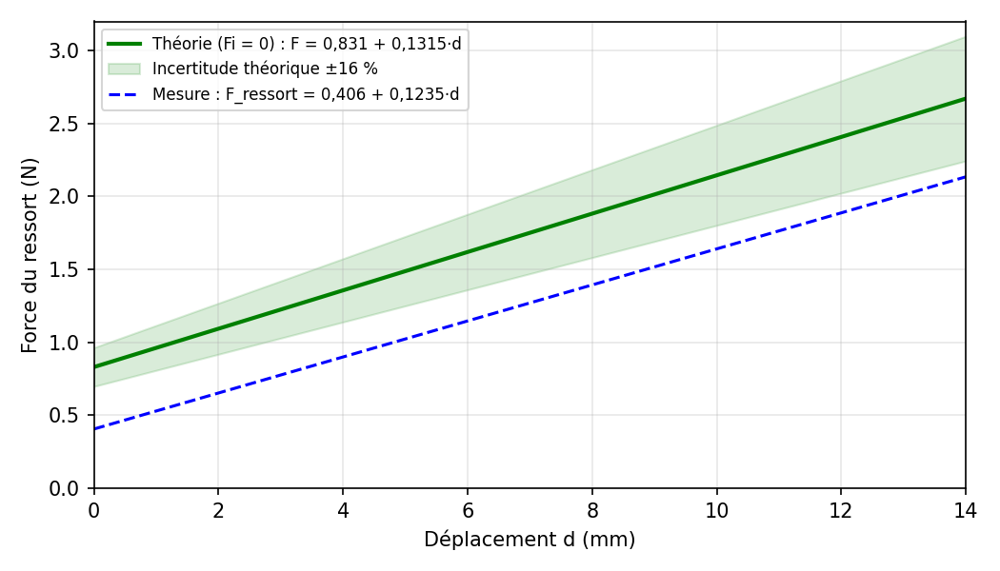 Théorie (Fi = 0) : F = 0,831 + 0,1315·d
Incertitude théorique ±16 %
Mesure : F_ressort = 0,406 + 0,1235·d
Force du ressort (N)
3.0
2.5
2.0
1.5
1.0
0.5
0.0
0 2 4 6 8 10 12 14
Déplacement d (mm)